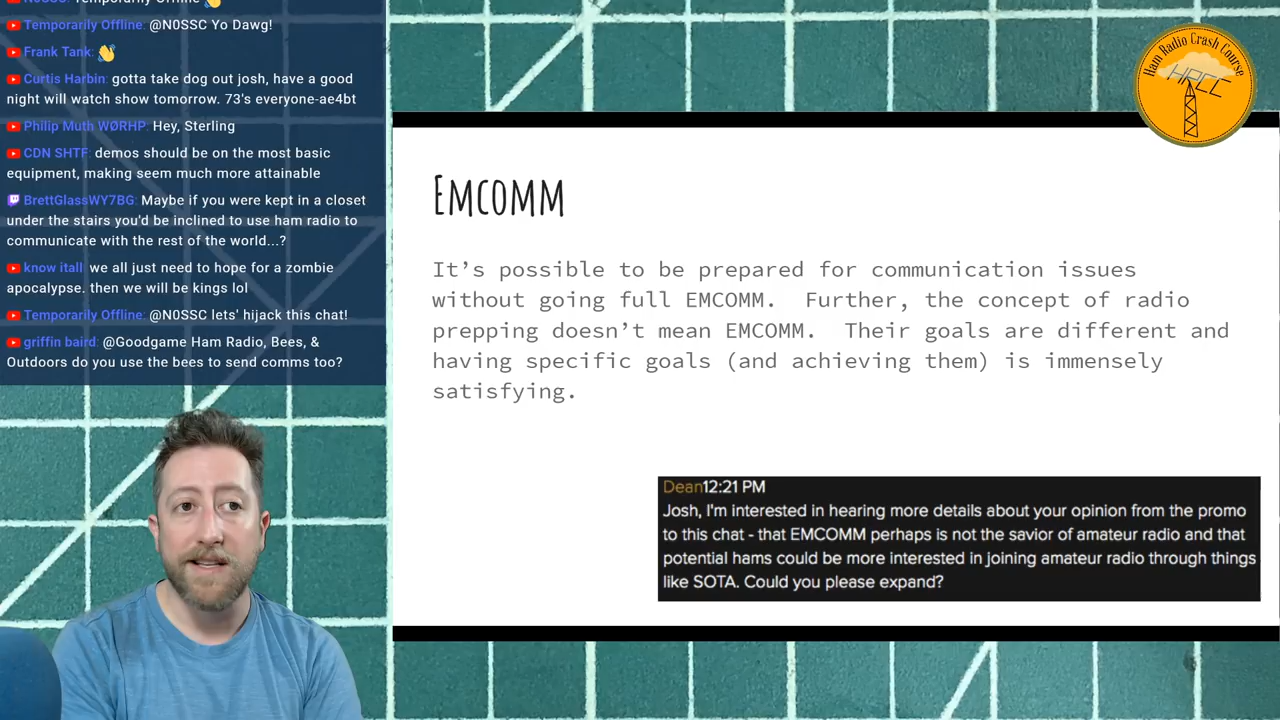 N0SSC: Temporarily Offline 👋
Temporarily Offline: @N0SSC Yo Dawg!
Frank Tank: 👋
Curtis Harbin: gotta take dog out josh, have a good
night will watch show tomorrow. 73's everyone-ae4bt
Philip Muth WØRHP: Hey, Sterling
CDN SHTF: demos should be on the most basic
equipment, making seem much more attainable
BrettGlassWY7BG: Maybe if you were kept in a closet
under the stairs you'd be inclined to use ham radio to
communicate with the rest of the world...?
know itall: we all just need to hope for a zombie
apocalypse. then we will be kings lol
Temporarily Offline: @N0SSC lets' hijack this chat!
griffin baird: @Goodgame Ham Radio, Bees, &
Outdoors do you use the bees to send comms too?
Ham Radio Crash Course
HRCC
Emcomm
It's possible to be prepared for communication issues
without going full EMCOMM. Further, the concept of radio
prepping doesn't mean EMCOMM. Their goals are different and
having specific goals (and achieving them) is immensely
satisfying.
Dean12:21 PM
Josh, I'm interested in hearing more details about your opinion from the promo
to this chat - that EMCOMM perhaps is not the savior of amateur radio and that
potential hams could be more interested in joining amateur radio through things
like SOTA. Could you please expand?